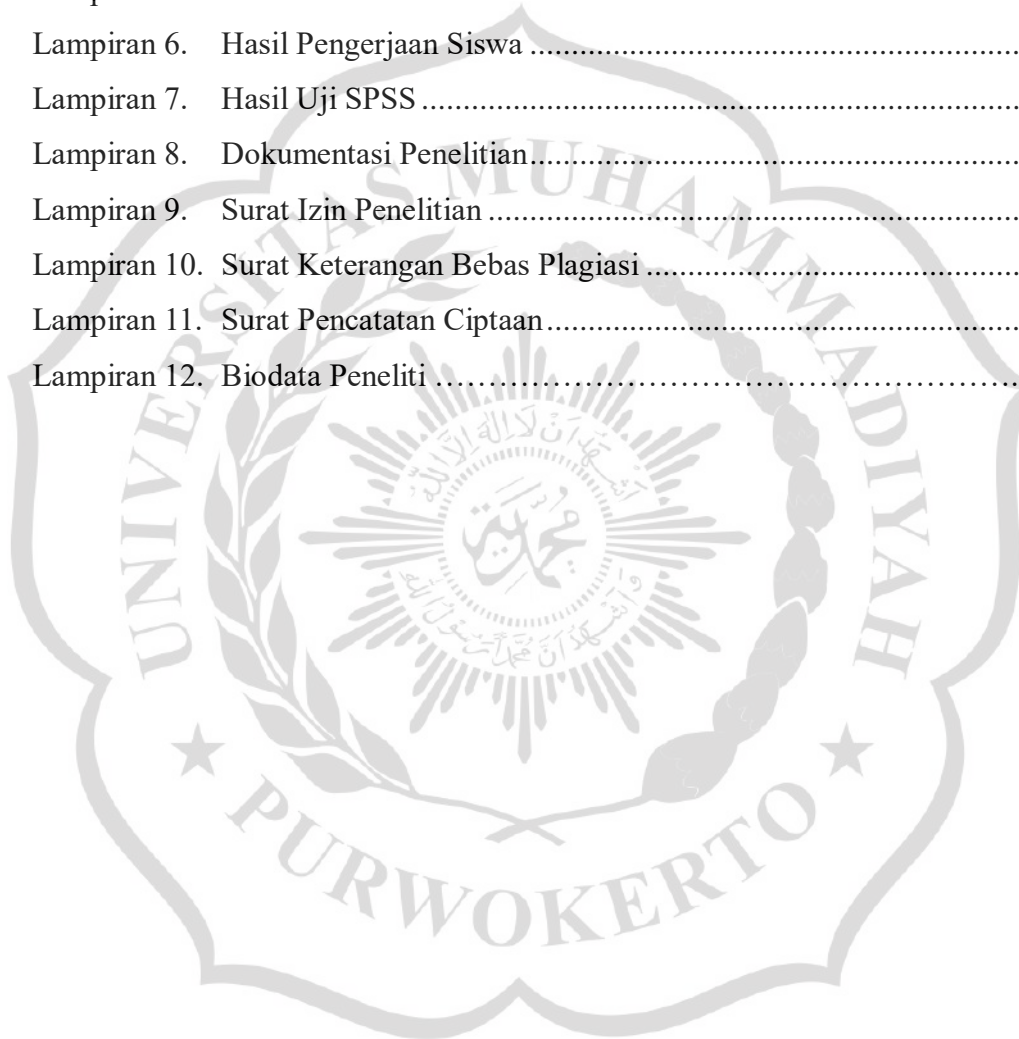 Lampiran 6. Hasil Pengerjaan Siswa ........................................................................
Lampiran 7. Hasil Uji SPSS ........................................................................................
Lampiran 8. Dokumentasi Penelitian........................................................................
Lampiran 9. Surat Izin Penelitian ..............................................................................
Lampiran 10. Surat Keterangan Bebas Plagiasi ........................................................
Lampiran 11. Surat Pencatatan Ciptaan.....................................................................
Lampiran 12. Biodata Peneliti ……………………………………………………….
UNIVERSITAS MUHAMMADIYAH
PURWOKERTO